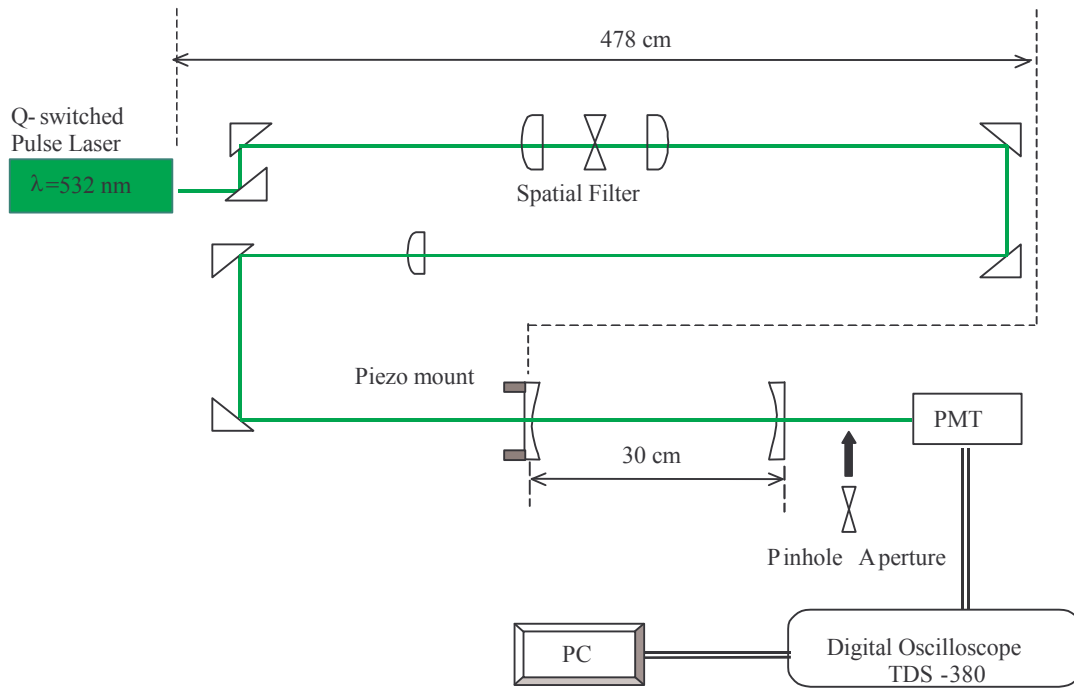 478 cm
Q- switched
Pulse Laser
λ=532 nm
Spatial Filter
Piezo mount
30 cm
PMT
Pinhole Aperture
PC
Digital Oscilloscope
TDS -380